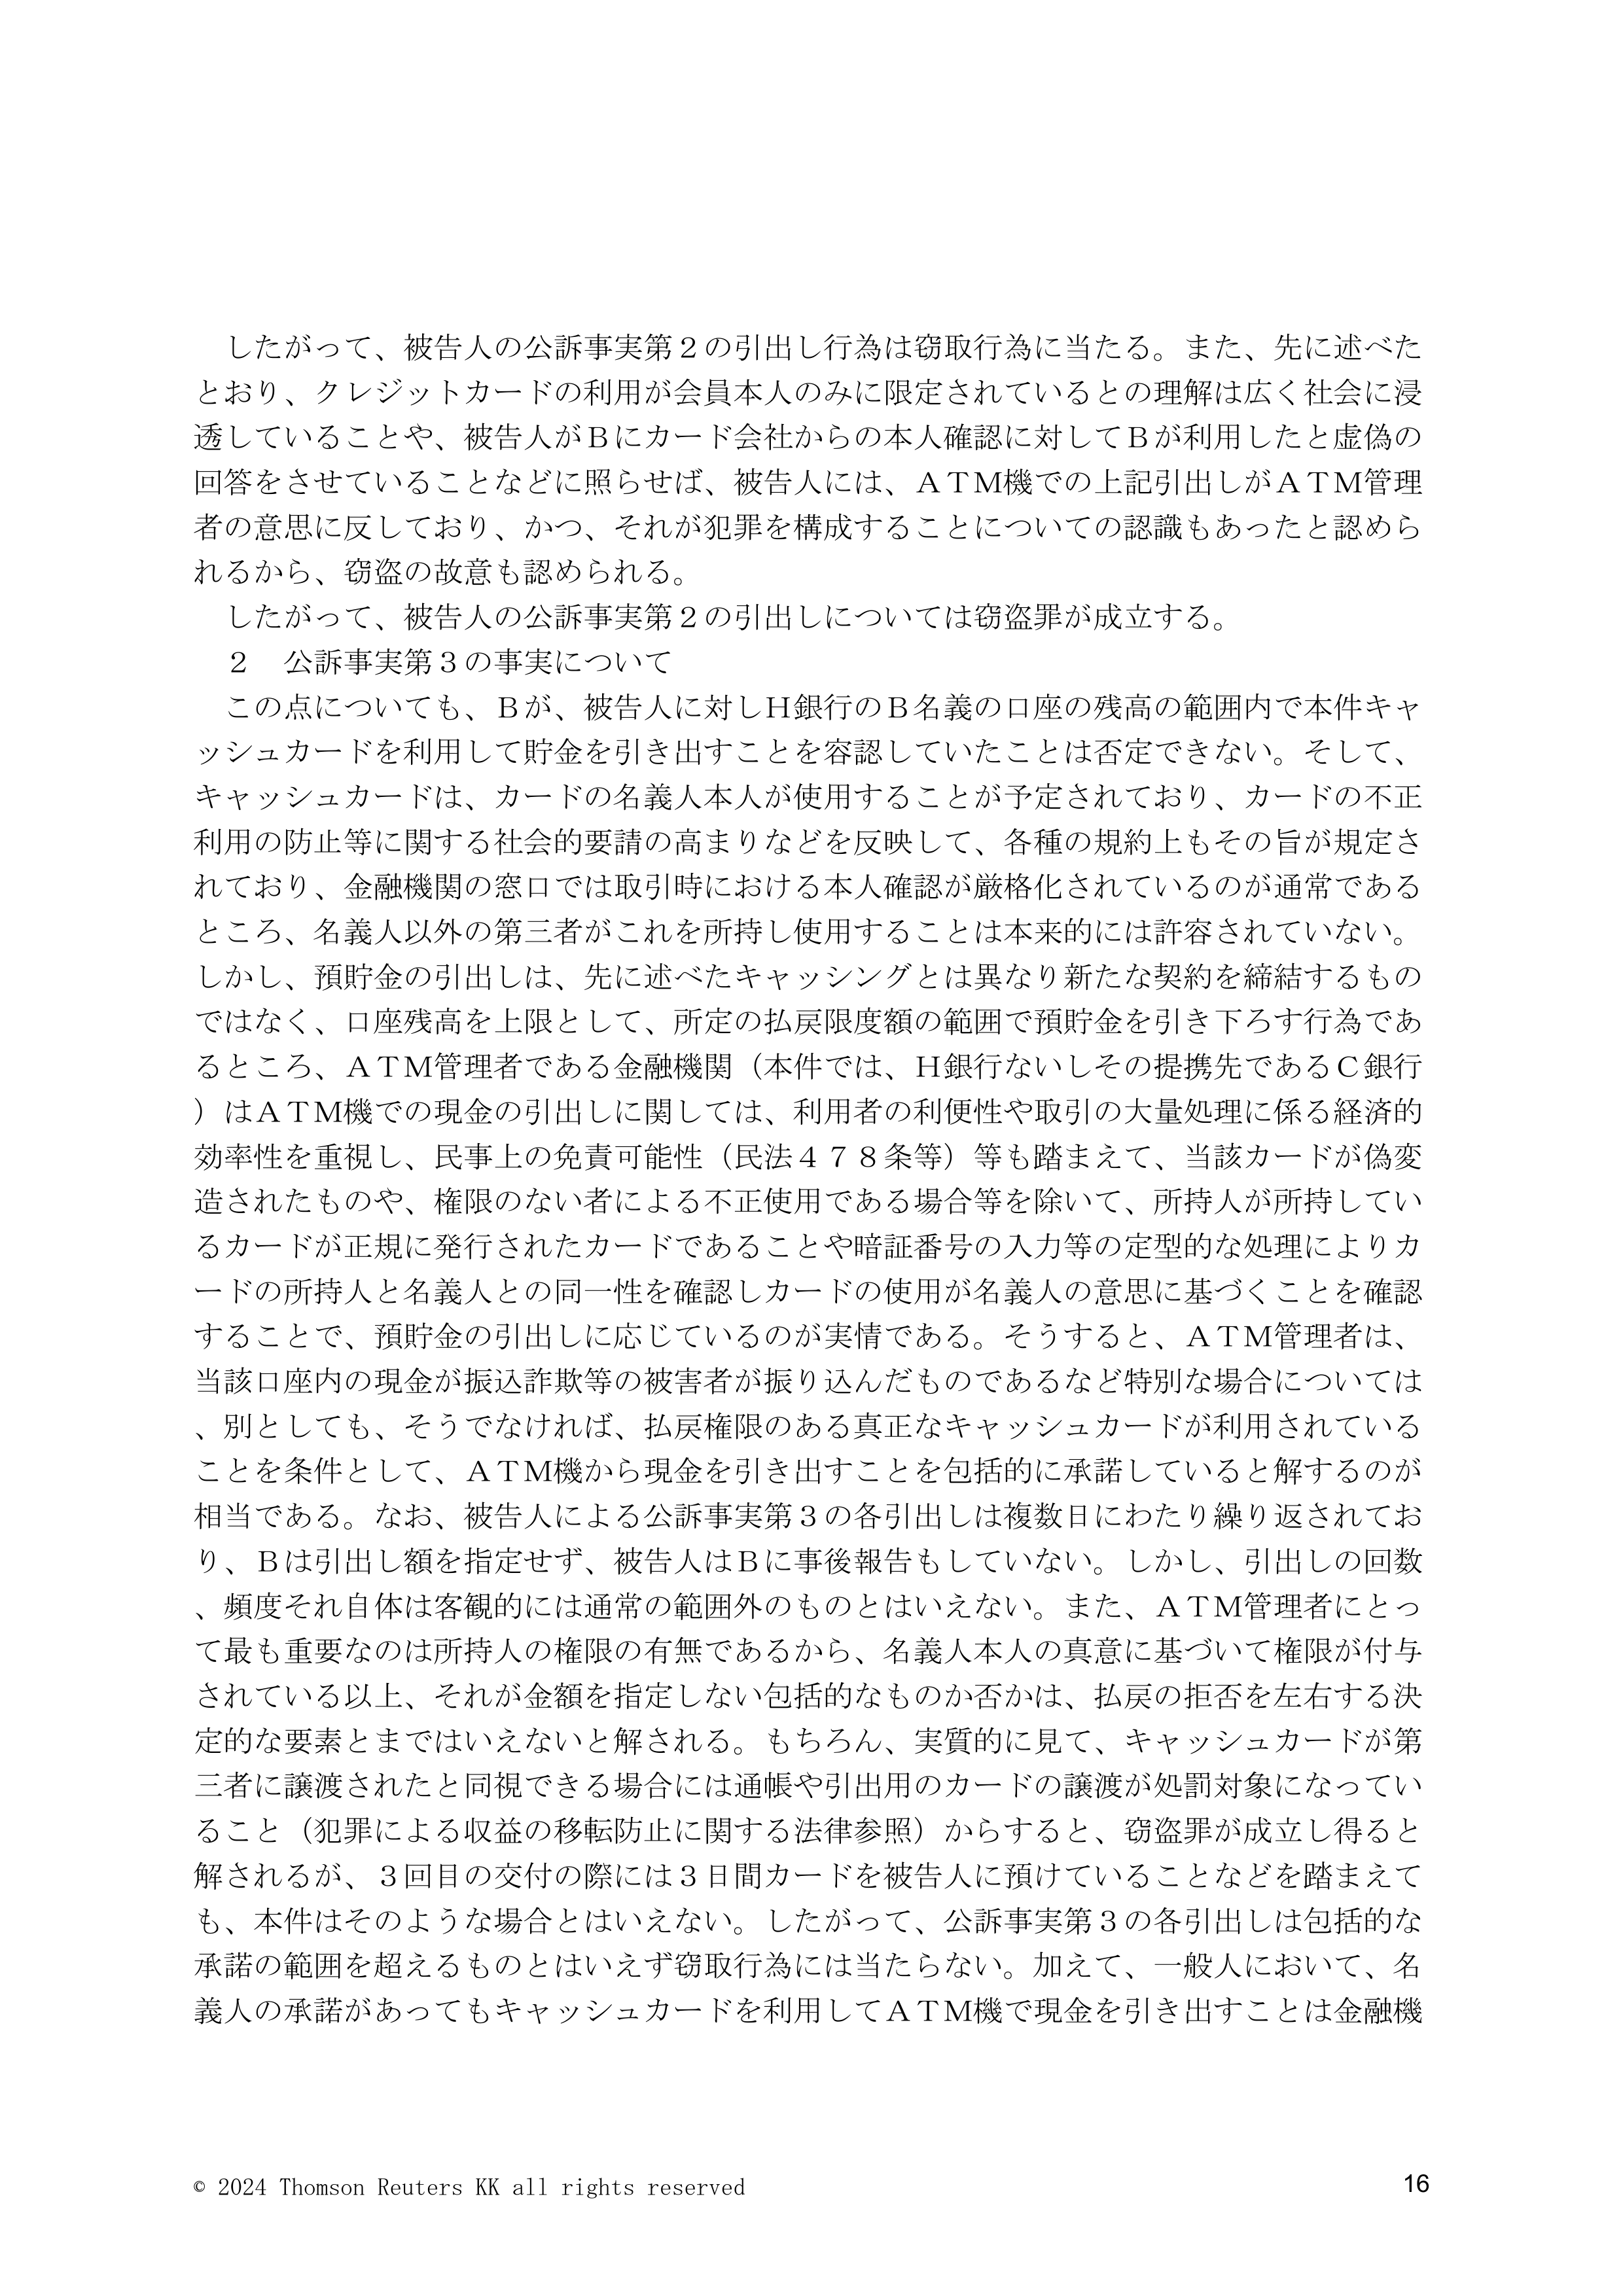 したがって、被告人の公訴事実第２の引出し行為は窃取行為に当たる。また、先に述べた
とおり、クレジットカードの利用が会員本人のみに限定されているとの理解は広く社会に浸
透していることや、被告人がＢにカード会社からの本人確認に対してＢが利用したと虚偽の
回答をさせていることなどに照らせば、被告人には、ＡＴＭ機での上記引出しがＡＴＭ管理
者の意思に反しており、かつ、それが犯罪を構成することについての認識もあったと認めら
れるから、窃盗の故意も認められる。
　したがって、被告人の公訴事実第２の引出しについては窃盗罪が成立する。
　２　公訴事実第３の事実について
　この点についても、Ｂが、被告人に対しＨ銀行のＢ名義の口座の残高の範囲内で本件キャ
ッシュカードを利用して貯金を引き出すことを容認していたことは否定できない。そして、
キャッシュカードは、カードの名義人本人が使用することが予定されており、カードの不正
利用の防止等に関する社会的要請の高まりなどを反映して、各種の規約上もその旨が規定さ
れており、金融機関の窓口では取引時における本人確認が厳格化されているのが通常である
ところ、名義人以外の第三者がこれを所持し使用することは本来的には許容されていない。
しかし、預貯金の引出しは、先に述べたキャッシングとは異なり新たな契約を締結するもの
ではなく、口座残高を上限として、所定の払戻限度額の範囲で預貯金を引き下ろす行為であ
るところ、ＡＴＭ管理者である金融機関（本件では、Ｈ銀行ないしその提携先であるＣ銀行
）はＡＴＭ機での現金の引出しに関しては、利用者の利便性や取引の大量処理に係る経済的
効率性を重視し、民事上の免責可能性（民法４７８条等）等も踏まえて、当該カードが偽変
造されたものや、権限のない者による不正使用である場合等を除いて、所持人が所持してい
るカードが正規に発行されたカードであることや暗証番号の入力等の定型的な処理によりカ
ードの所持人と名義人との同一性を確認しカードの使用が名義人の意思に基づくことを確認
することで、預貯金の引出しに応じているのが実情である。そうすると、ＡＴＭ管理者は、
当該口座内の現金が振込詐欺等の被害者が振り込んだものであるなど特別な場合については
、別としても、そうでなければ、払戻権限のある真正なキャッシュカードが利用されている
ことを条件として、ＡＴＭ機から現金を引き出すことを包括的に承諾していると解するのが
相当である。なお、被告人による公訴事実第３の各引出しは複数日にわたり繰り返されてお
り、Ｂは引出し額を指定せず、被告人はＢに事後報告もしていない。しかし、引出しの回数
、頻度それ自体は客観的には通常の範囲外のものとはいえない。また、ＡＴＭ管理者にとっ
て最も重要なのは所持人の権限の有無であるから、名義人本人の真意に基づいて権限が付与
されている以上、それが金額を指定しない包括的なものか否かは、払戻の拒否を左右する決
定的な要素とまではいえないと解される。もちろん、実質的に見て、キャッシュカードが第
三者に譲渡されたと同視できる場合には通帳や引出用のカードの譲渡が処罰対象になってい
ること（犯罪による収益の移転防止に関する法律参照）からすると、窃盗罪が成立し得ると
解されるが、３回目の交付の際には３日間カードを被告人に預けていることなどを踏まえて
も、本件はそのような場合とはいえない。したがって、公訴事実第３の各引出しは包括的な
承諾の範囲を超えるものとはいえず窃取行為には当たらない。加えて、一般人において、名
義人の承諾があってもキャッシュカードを利用してＡＴＭ機で現金を引き出すことは金融機
© 2024 Thomson Reuters KK all rights reserved
16